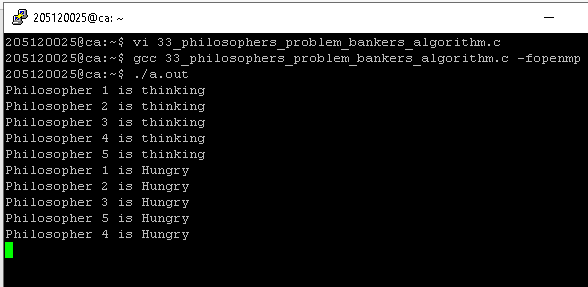 205120025@ca: ~
205120025@ca:~$ vi 33_philosophers_problem_bankers_algorithm.c
205120025@ca:~$ gcc 33_philosophers_problem_bankers_algorithm.c -fopenmp
205120025@ca:~$ ./a.out
Philosopher 1 is thinking
Philosopher 2 is thinking
Philosopher 3 is thinking
Philosopher 4 is thinking
Philosopher 5 is thinking
Philosopher 1 is Hungry
Philosopher 2 is Hungry
Philosopher 3 is Hungry
Philosopher 5 is Hungry
Philosopher 4 is Hungry